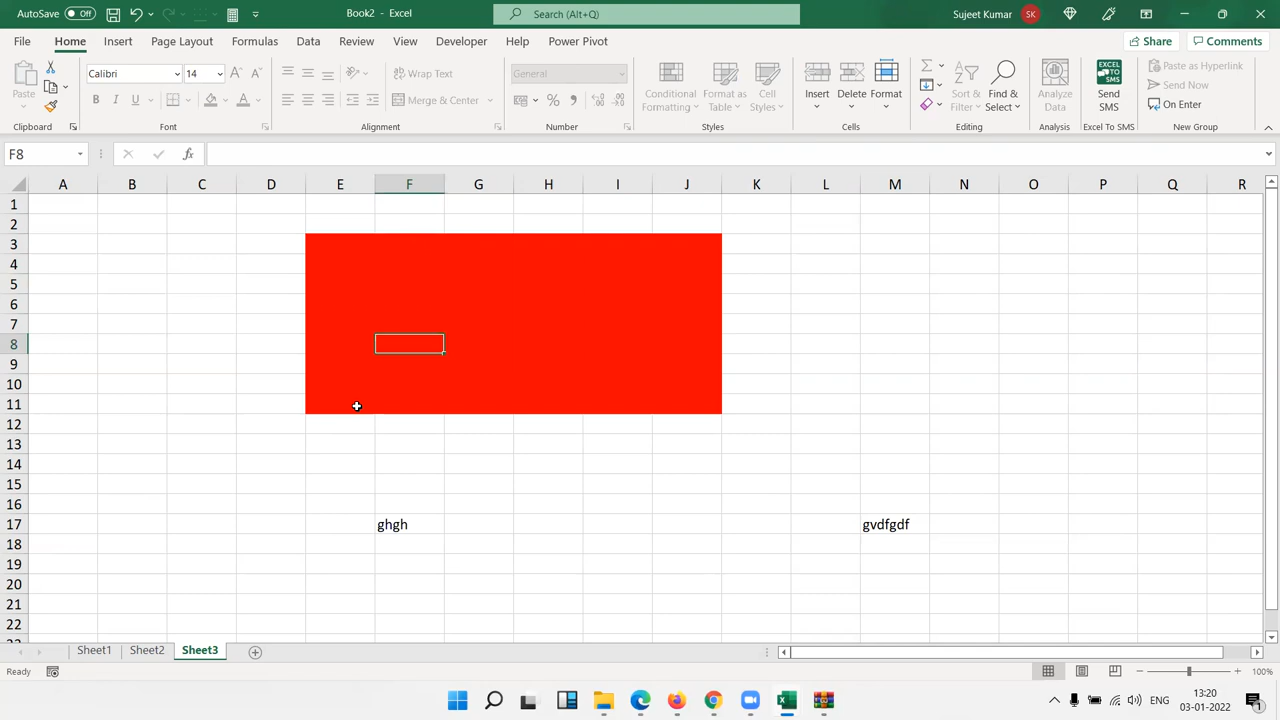 AutoSave Off Book2 - Excel Search (Alt+Q) Sujeet Kumar SK
File Home Insert Page Layout Formulas Data Review View Developer Help Power Pivot Share Comments
Paste Calibri 14 Wrap Text General Conditional Formatting Format as Table Cell Styles Insert Delete Format Sort & Filter Find & Select Analyze Data Send SMS Paste as Hyperlink
B I U Merge & Center Send Now
On Enter
Clipboard Font Alignment Number Styles Cells Editing Analysis Excel To SMS New Group
F8 fx
A B C D E F G H I J K L M N O P Q R
1
2
3
4
5
6
7
8
9
10
11
12
13
14
15
16
17 ghgh gvdfgdf
18
19
20
21
22
Sheet1 Sheet2 Sheet3
Ready 100%
ENG 13:20
03-01-2022 1